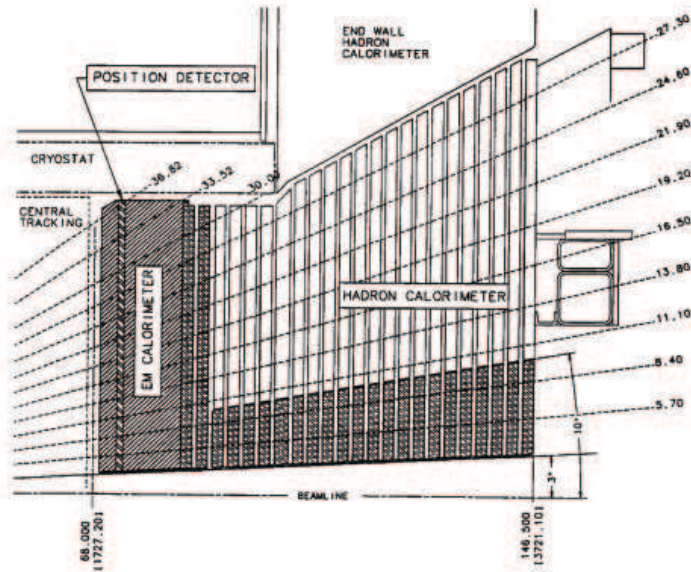 END WALL
HADRON
CALORIMETER
POSITION DETECTOR
CRYOSTAT
CENTRAL
TRACKING
36.82
33.52
30.00
27.30
24.60
21.90
19.20
16.50
13.80
11.10
8.40
5.70
EM CALORIMETER
HADRON CALORIMETER
10°
3°
BEAMLINE
68.000
[1727.20]
146.500
[3721.10]